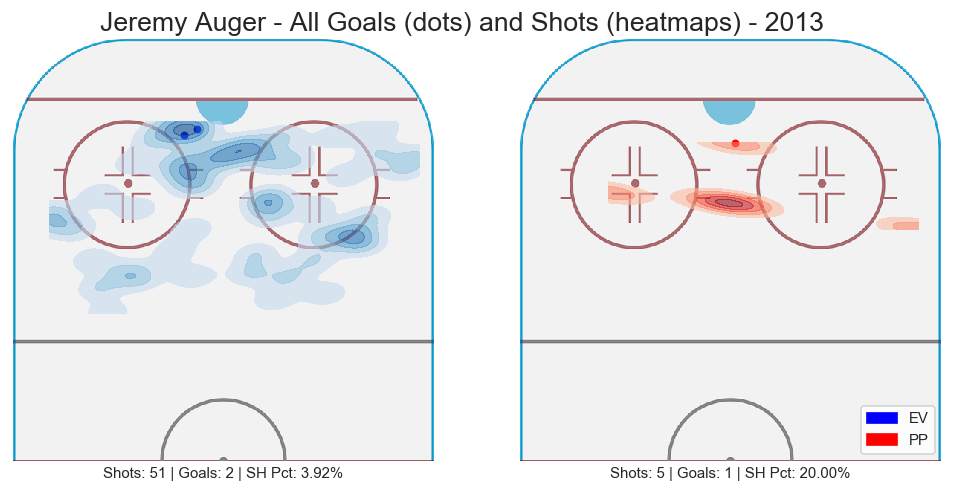 Jeremy Auger - All Goals (dots) and Shots (heatmaps) - 2013
EV
PP
Shots: 51 | Goals: 2 | SH Pct: 3.92%
Shots: 5 | Goals: 1 | SH Pct: 20.00%